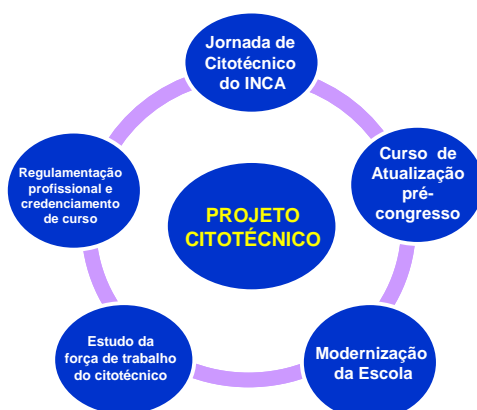 Jornada de
Citotécnico
do INCA
Curso de
Atualização
pré-
congresso
Modernização
da Escola
Estudo da
força de trabalho
do citotécnico
Regulamentação
profissional e
credenciamento
de curso
PROJETO
CITOTÉCNICO